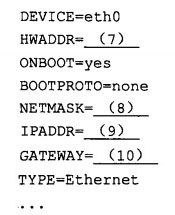 DEVICE=eth0
HWADDR= (7)
ONBOOT=yes
BOOTPROTO=none
NETMASK= (8)
IPADDR= (9)
GATEWAY= (10)
TYPE=Ethernet
...